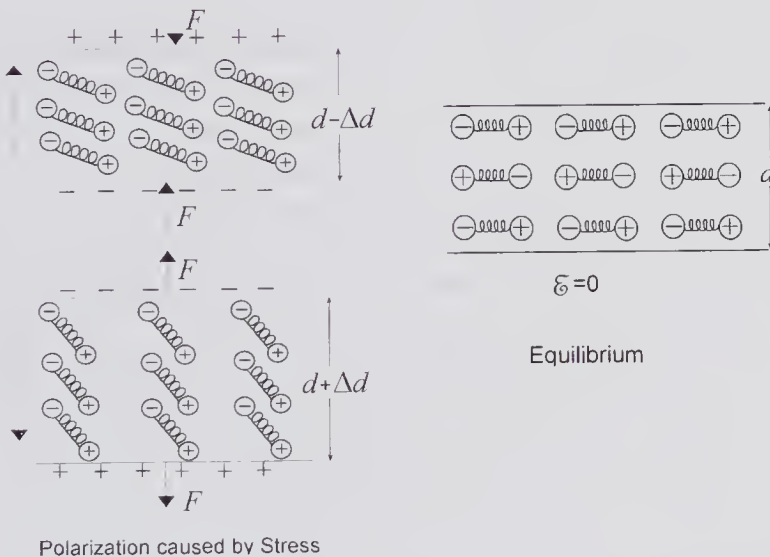 F
+ + + + + +
d−Δd
− − − − − −
F
F
− − − − − −
d+Δd
+ + + + + +
F
Polarization caused by Stress
− + − + − +
+ − + − + −
− + − + − +
ℰ=0
Equilibrium